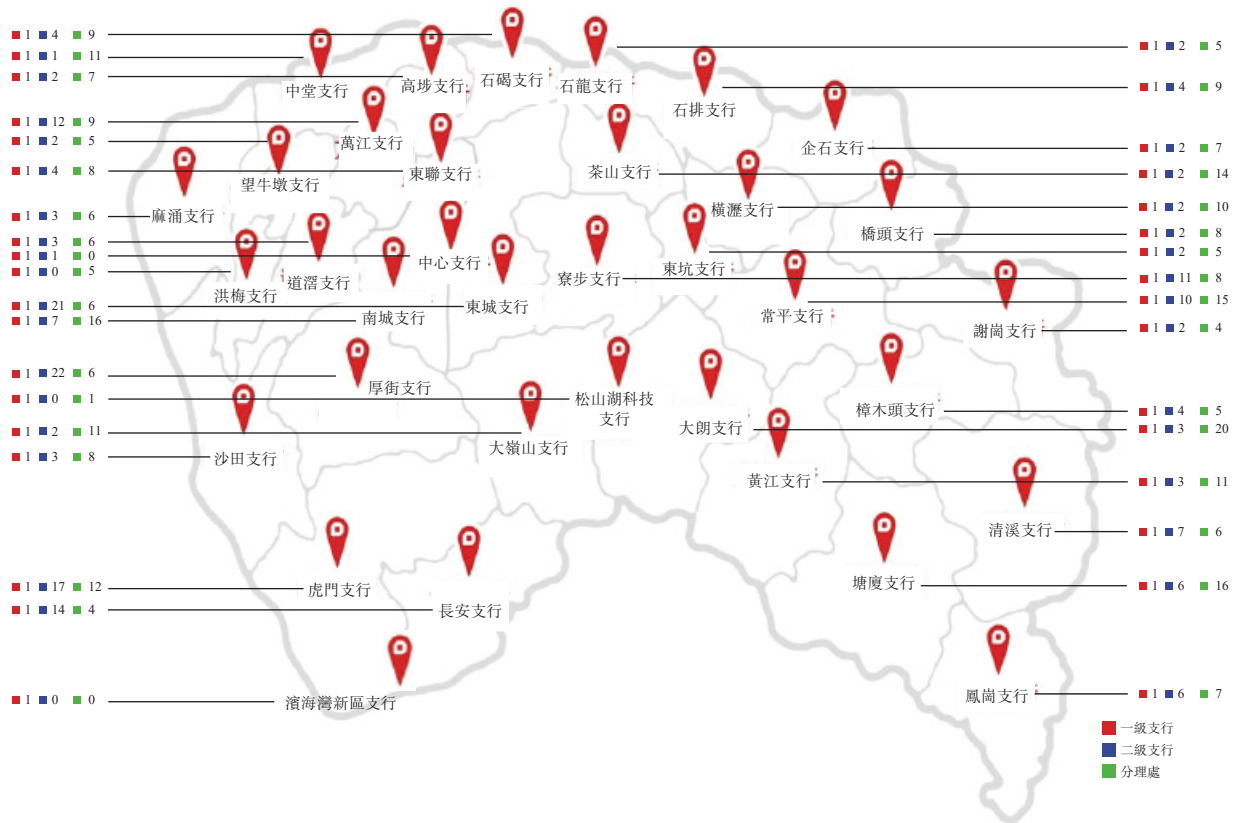 1 4 9
1 1 11
1 2 7
1 12 9
1 2 5
1 4 8
1 3 6
1 3 6
1 1 0
1 0 5
1 21 6
1 7 16
1 22 6
1 0 1
1 2 11
1 3 8
1 17 12
1 14 4
1 0 0
中堂支行
高埗支行
石碣支行
石龍支行
石排支行
企石支行
萬江支行
望牛墩支行
東聯支行
茶山支行
麻涌支行
橫瀝支行
橋頭支行
洪梅支行
道滘支行
中心支行
南城支行
東城支行
寮步支行
東坑支行
常平支行
謝崗支行
厚街支行
松山湖科技
支行
大朗支行
樟木頭支行
沙田支行
大嶺山支行
黃江支行
清溪支行
虎門支行
長安支行
塘廈支行
濱海灣新區支行
鳳崗支行
1 2 5
1 4 9
1 2 7
1 2 14
1 2 10
1 2 8
1 2 5
1 11 8
1 10 15
1 2 4
1 4 5
1 3 20
1 3 11
1 7 6
1 6 16
1 6 7
一級支行
二級支行
分理處